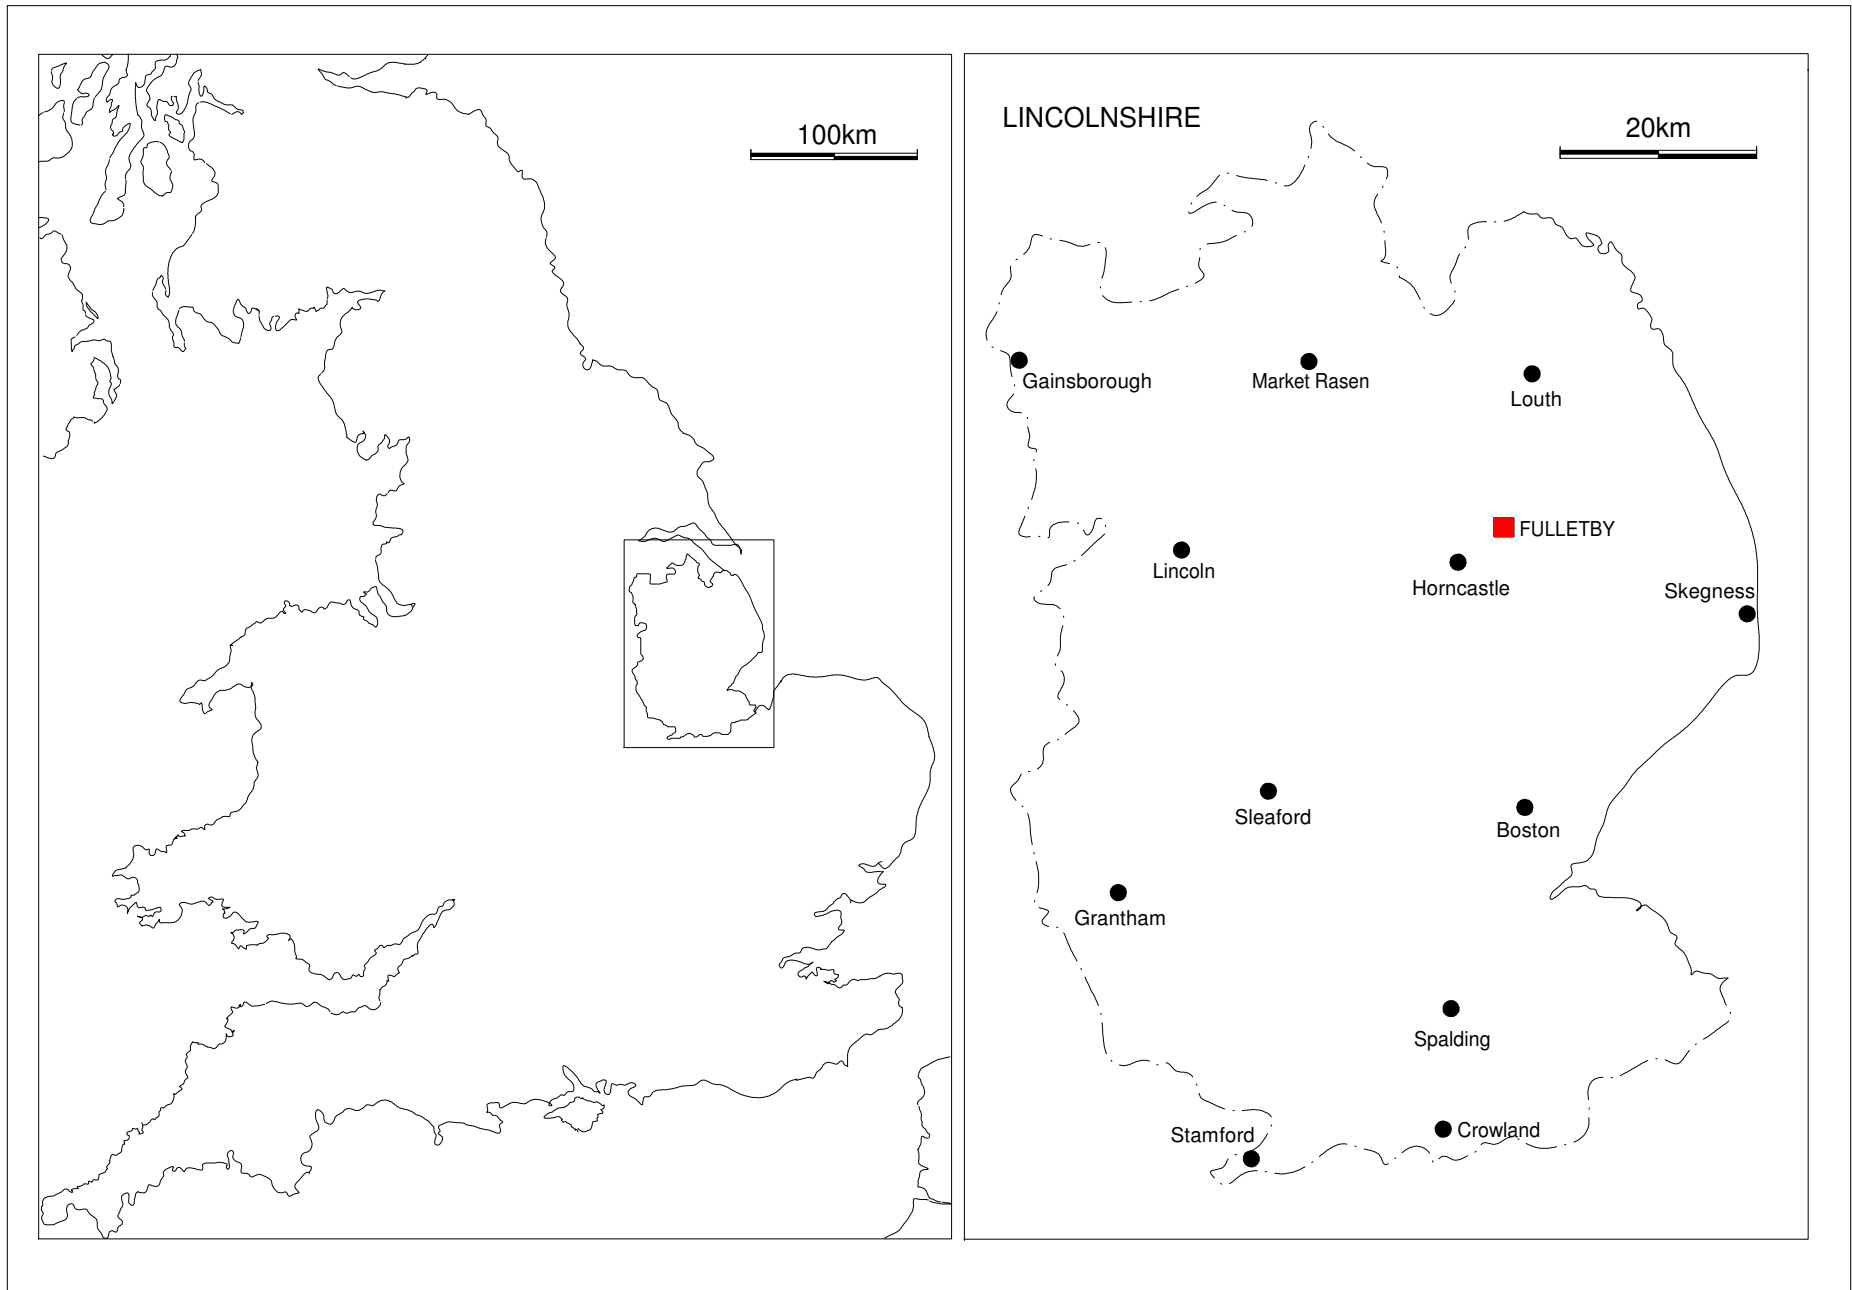 100km
LINCOLNSHIRE
20km
Gainsborough
Market Rasen
Louth
FULLETBY
Lincoln
Horncastle
Skegness
Sleaford
Boston
Grantham
Spalding
Stamford
Crowland